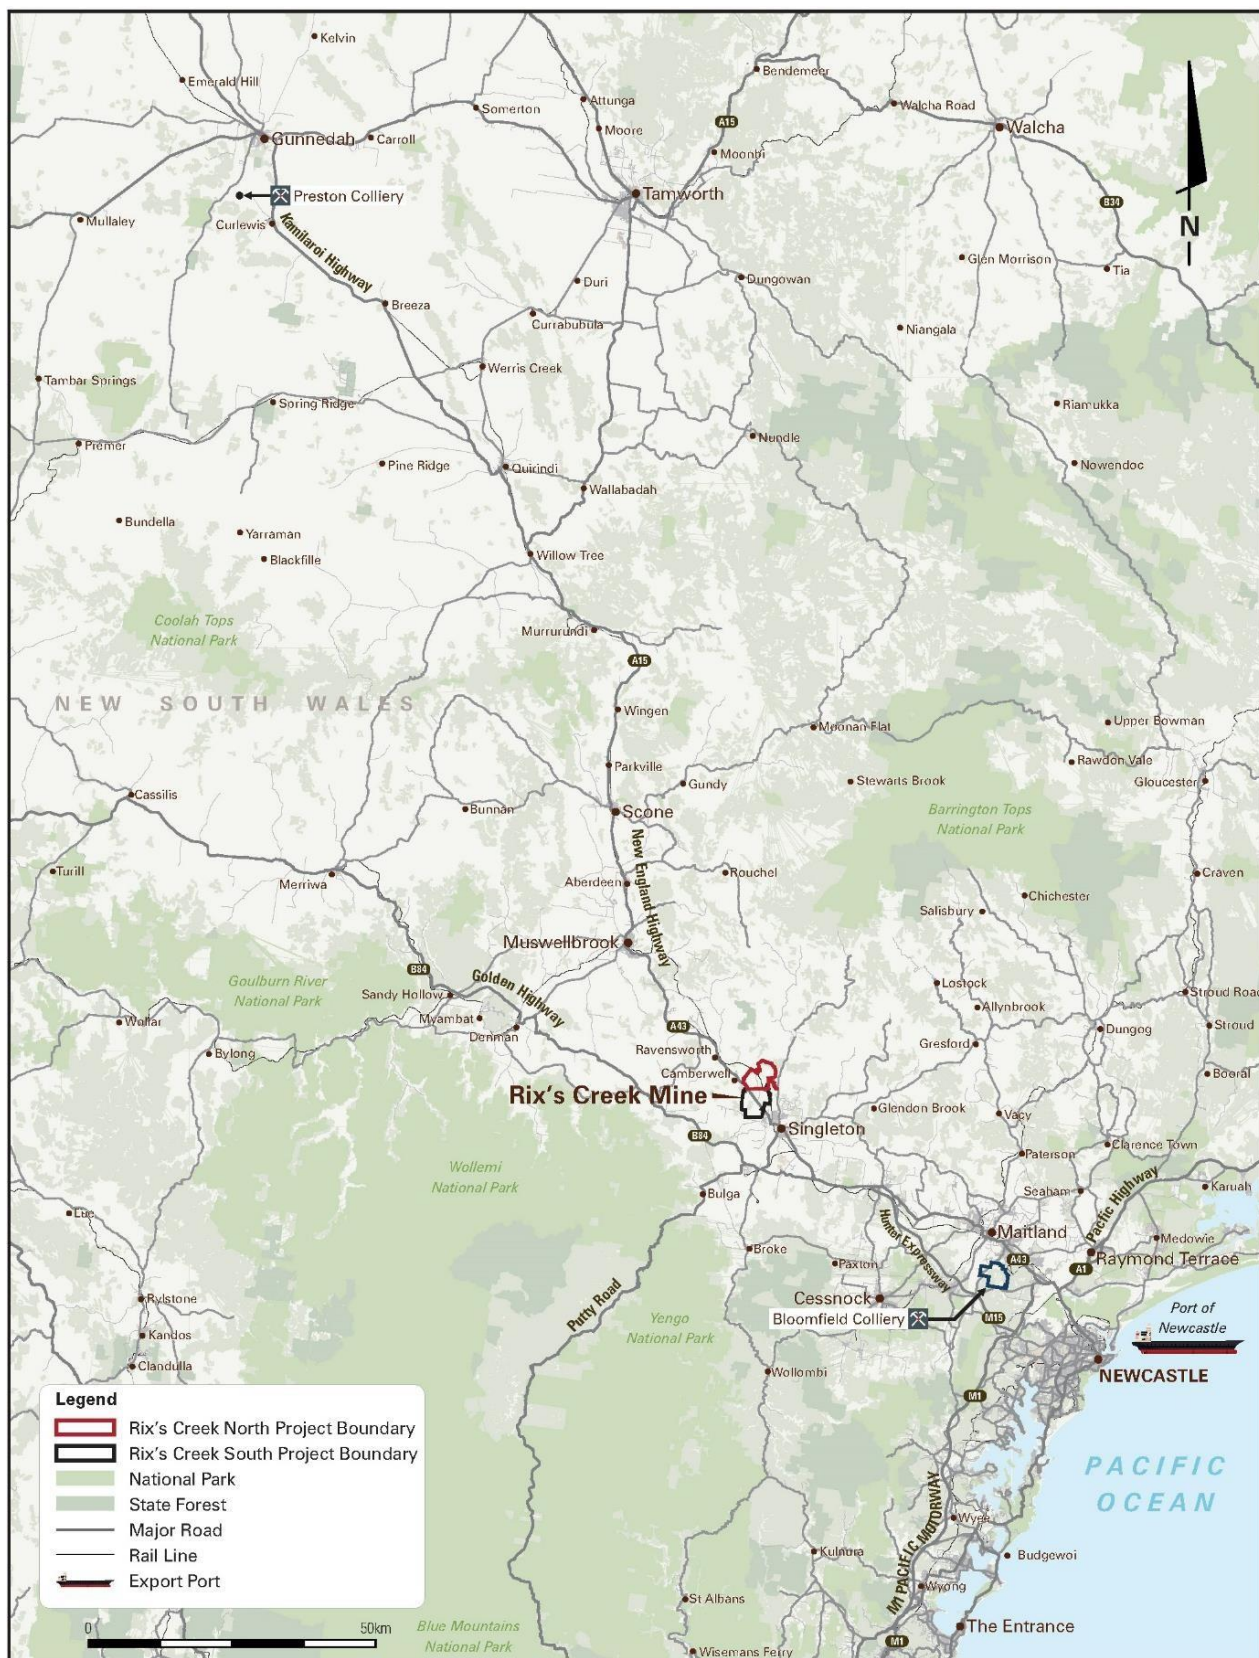 Kelvin
Emerald Hill
Bendemeer
Attunga
Somerton
Walcha Road
A15
Moore
Walcha
Gunnedah
Carroll
Moonbi
Preston Colliery
Tamworth
B34
Mullaley
Curlewis
N
Kamilaroi Highway
Glen Morrison
Tia
Duri
Dungowan
Breeza
Currabubula
Niangala
Werris Creek
Tambar Springs
Spring Ridge
Riamukka
Premer
Nundle
Pine Ridge
Quirindi
Nowendoc
Wallabadah
Bundella
Yarraman
Willow Tree
Blackfille
Coolah Tops
National Park
Murrurundi
A15
NEW SOUTH WALES
Wingen
Moonan Flat
Upper Bowman
Parkville
Rawdon Vale
Gundy
Stewarts Brook
Gloucester
Cassilis
Bunnan
Scone
Barrington Tops
National Park
New England Highway
Turill
Merriwa
Aberdeen
Rouchel
Craven
Chichester
Salisbury
Muswellbrook
B84
Golden Highway
Goulburn River
National Park
Sandy Hollow
Lostock
Stroud Road
Myambat
Allynbrook
Wollar
Denman
A43
Dungog
Stroud
Bylong
Ravensworth
Gresford
Camberwell
Booral
Rix's Creek Mine
Glendon Brook
Vacy
Singleton
B84
Clarence Town
Paterson
Wollemi
National Park
Bulga
Seaham
Pacfic Highway
Karuah
Lue
Hunter Expressway
Maitland
Medowie
Broke
A43
Raymond Terrace
Paxton
A1
Putty Road
Rylstone
Cessnock
Port of
Newcastle
Yengo
National Park
Bloomfield Colliery
M15
Kandos
Clandulla
Wollombi
NEWCASTLE
M1
Legend
Rix's Creek North Project Boundary
Rix's Creek South Project Boundary
National Park
State Forest
Major Road
Rail Line
Export Port
PACIFIC
OCEAN
M1 PACIFIC MOTORWAY
Wyee
Kulnura
Budgewoi
Wyong
St Albans
Blue Mountains
National Park
The Entrance
M1
Wisemans Ferry
0
50km